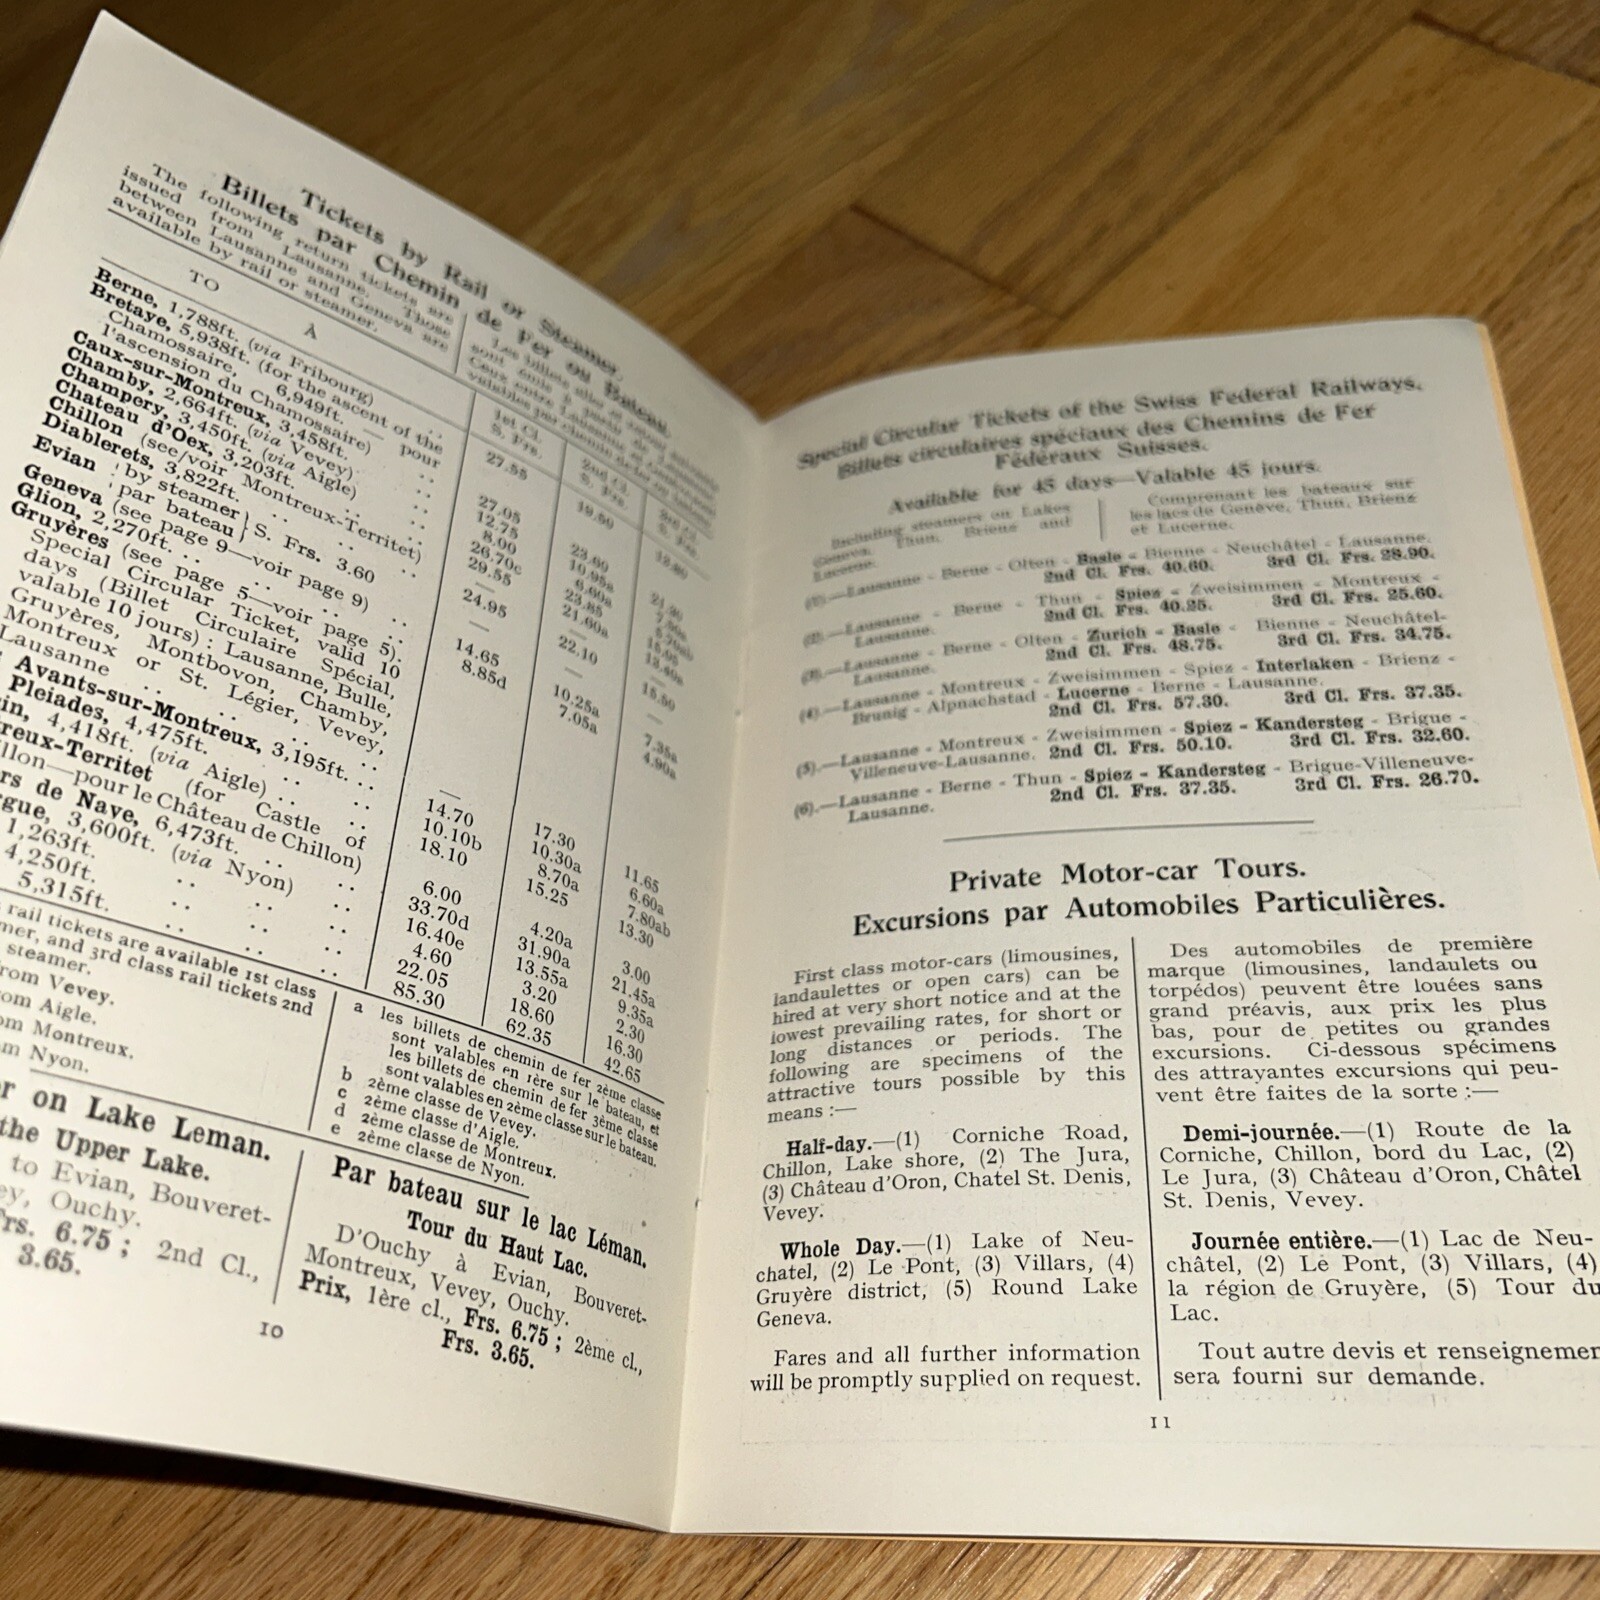 Tickets by Rail or Steamer.
Billets par Chemin de Fer ou Bateau.
The following return tickets are
issued from Lausanne. Those
between Lausanne and Geneva are
available by rail or steamer.
TO
À
1st Cl.
S. Frs.
2nd Cl.
S. Frs.
3rd Cl.
S. Frs.
Berne, 1,788ft. (via Fribourg) .. 27.55 19.50
Bretaye, 5,938ft. (for the ascent of the
Chamossaire, 6,949ft. — pour
l'ascension du Chamossaire) ..
Caux-sur-Montreux, 3,458ft. ..
Chamby, 2,664ft. (via Vevey) ..
Champery, 3,450ft. (via Aigle) ..
Chateau d'Oex, 3,203ft. ..
Chillon (see/voir Montreux-Territet)
Diablerets, 3,822ft. .. .. ..
Evian by steamer S. Frs. 3.60
par bateau
Geneva (see page 9—voir page 9)
Glion, 2,270ft. .. .. .. ..
Gruyères (see page 5—voir page 5).
Special Circular Ticket, valid 10
days (Billet Circulaire Spécial,
valable 10 jours): Lausanne, Bulle,
Gruyères, Montbovon, Chamby,
Montreux or St. Légier, Vevey,
Lausanne .. .. .. ..
Avants-sur-Montreux, 3,195ft. ..
Pleiades, 4,475ft. .. ..
4,418ft. (via Aigle) .. ..
Territet (for Castle of
—pour le Château de Chillon)
de Nave, 6,473ft. .. ..
3,600ft. (via Nyon) ..
1,263ft. .. .. ..
4,250ft. .. .. ..
5,315ft. .. .. ..
27.05
12.75
8.00
26.70c
29.55
—
24.95
—
14.65
8.85d
—
14.70
10.10b
18.10
6.00
33.70d
16.40e
4.60
22.05
85.30
23.60
10.95a
6.60a
23.85
21.60a
—
22.10
—
10.25a
7.05a
17.30
10.30a
8.70a
15.25
4.20a
31.90a
13.55a
3.20
18.60
62.35
15.50
—
7.35a
4.90a
11.65
6.60a
7.80ab
13.30
3.00
21.45a
9.35a
2.30
16.30
42.65
rail tickets are available 1st class
and 3rd class rail tickets 2nd
steamer.
from Vevey.
Aigle.
Montreux.
Nyon.
a les billets de chemin de fer 2ème classe
sont valables en 1ère sur le bateau, et
les billets de chemin de fer 3ème classe
sont valables en 2ème classe sur le bateau.
b 2ème classe de Vevey.
c 2ème classe d'Aigle.
d 2ème classe de Montreux.
e 2ème classe de Nyon.
on Lake Leman.
the Upper Lake.
to Evian, Bouveret-
Ouchy.
Frs. 6.75 ; 2nd Cl.,
3.65.
Par bateau sur le lac Léman.
Tour du Haut Lac.
D'Ouchy à Evian, Bouveret-
Montreux, Vevey, Ouchy.
Prix, 1ère cl., Frs. 6.75 ; 2ème cl.,
Frs. 3.65.
10
Special Circular Tickets of the Swiss Federal Railways.
Billets circulaires spéciaux des Chemins de Fer
Fédéraux Suisses.
Available for 45 days—Valable 45 jours.
Including steamers on Lakes
Geneva, Thun, Brienz and
Lucerne.
Comprenant les bateaux sur
les lacs de Genève, Thun, Brienz
et Lucerne.
(1).—Lausanne - Berne - Olten - Basle - Bienne - Neuchâtel - Lausanne.
2nd Cl. Frs. 40.60. 3rd Cl. Frs. 28.90.
(2).—Lausanne - Berne - Thun - Spiez - Zweisimmen - Montreux -
Lausanne. 2nd Cl. Frs. 40.25. 3rd Cl. Frs. 25.60.
(3).—Lausanne - Berne - Olten - Zurich - Basle - Bienne - Neuchâtel-
Lausanne. 2nd Cl. Frs. 48.75. 3rd Cl. Frs. 34.75.
(4).—Lausanne - Montreux - Zweisimmen - Spiez - Interlaken - Brienz -
Brunig - Alpnachstad - Lucerne - Berne - Lausanne.
2nd Cl. Frs. 57.30. 3rd Cl. Frs. 37.35.
(5).—Lausanne - Montreux - Zweisimmen - Spiez - Kandersteg - Brigue -
Villeneuve-Lausanne. 2nd Cl. Frs. 50.10. 3rd Cl. Frs. 32.60.
(6).—Lausanne - Berne - Thun - Spiez - Kandersteg - Brigue-Villeneuve-
Lausanne. 2nd Cl. Frs. 37.35. 3rd Cl. Frs. 26.70.
Private Motor-car Tours.
Excursions par Automobiles Particulières.
First class motor-cars (limousines,
landaulettes or open cars) can be
hired at very short notice and at the
lowest prevailing rates, for short or
long distances or periods. The
following are specimens of the
attractive tours possible by this
means :—
Half-day.—(1) Corniche Road,
Chillon, Lake shore, (2) The Jura,
(3) Château d'Oron, Chatel St. Denis,
Vevey.
Whole Day.—(1) Lake of Neu-
chatel, (2) Le Pont, (3) Villars, (4)
Gruyère district, (5) Round Lake
Geneva.
Fares and all further information
will be promptly supplied on request.
Des automobiles de première
marque (limousines, landaulets ou
torpédos) peuvent être louées sans
grand préavis, aux prix les plus
bas, pour de petites ou grandes
excursions. Ci-dessous spécimens
des attrayantes excursions qui peu-
vent être faites de la sorte :—
Demi-journée.—(1) Route de la
Corniche, Chillon, bord du Lac, (2)
Le Jura, (3) Château d'Oron, Châtel
St. Denis, Vevey.
Journée entière.—(1) Lac de Neu-
châtel, (2) Le Pont, (3) Villars, (4)
la région de Gruyère, (5) Tour du
Lac.
Tout autre devis et renseignemen
sera fourni sur demande.
11